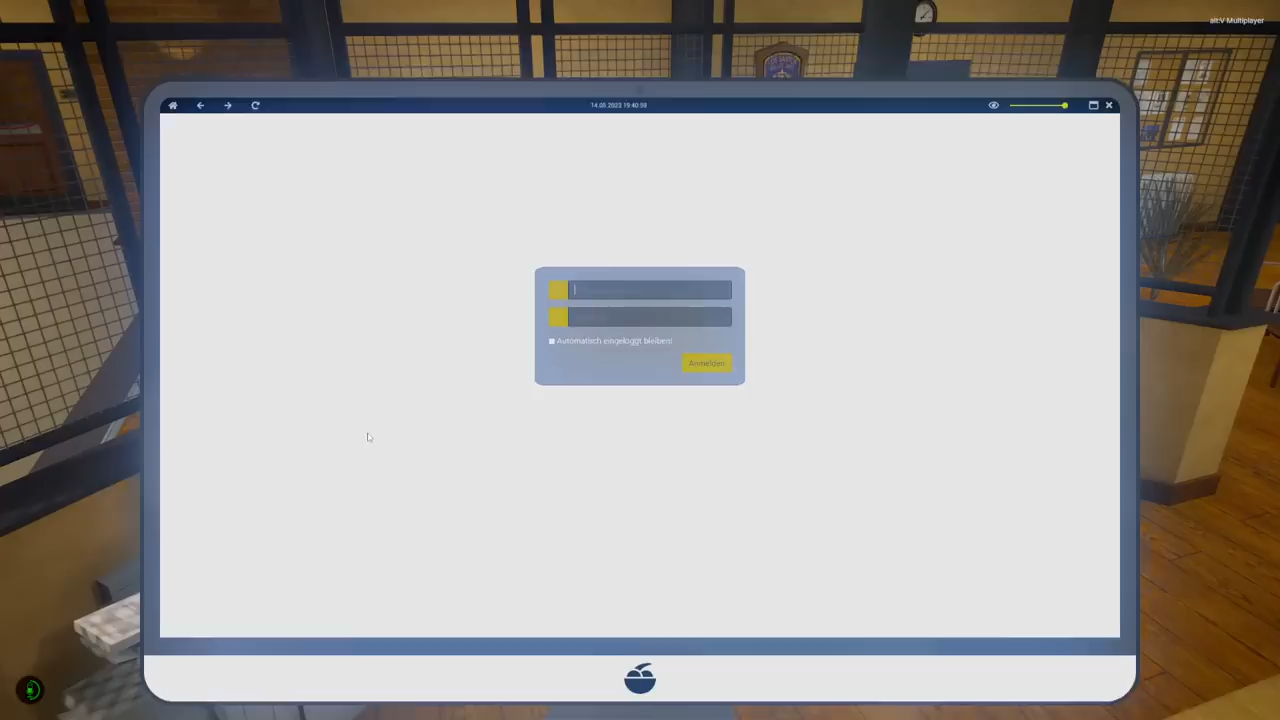 alt:V Multiplayer
14.05.2023 19:40:59
Automatisch eingeloggt bleiben!
Anmelden